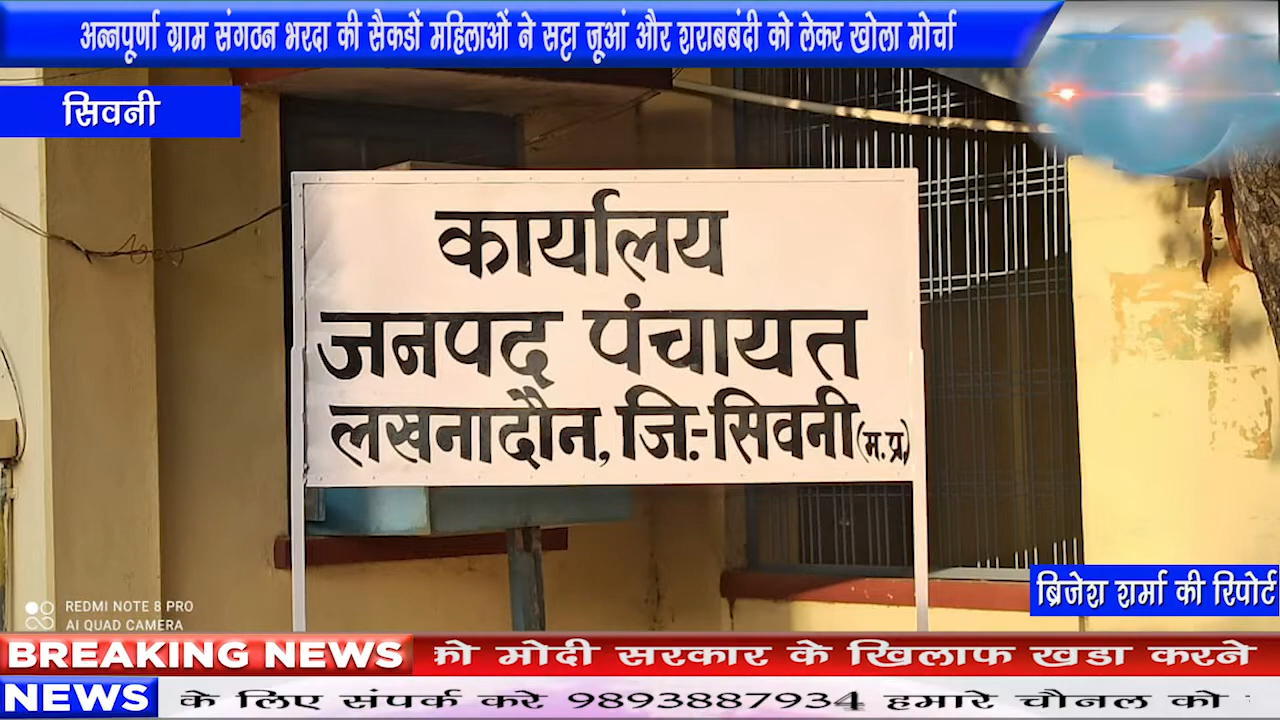 अन्नपूर्णा ग्राम संगठन भरदा की सैकडों महिलाओं ने सट्टा जूआं और शराबबंदी को लेकर खोला मोर्चा
सिवनी
कार्यालय
जनपद पंचायत
लखनादौन, जि.:-सिवनी (म.प्र.)
ब्रिजेश शर्मा की रिपोर्ट
REDMI NOTE 8 PRO
AI QUAD CAMERA
BREAKING NEWS को मोदी सरकार के खिलाफ खडा करने
NEWS के लिए संपर्क करे 9893887934 हमारे चौनल को